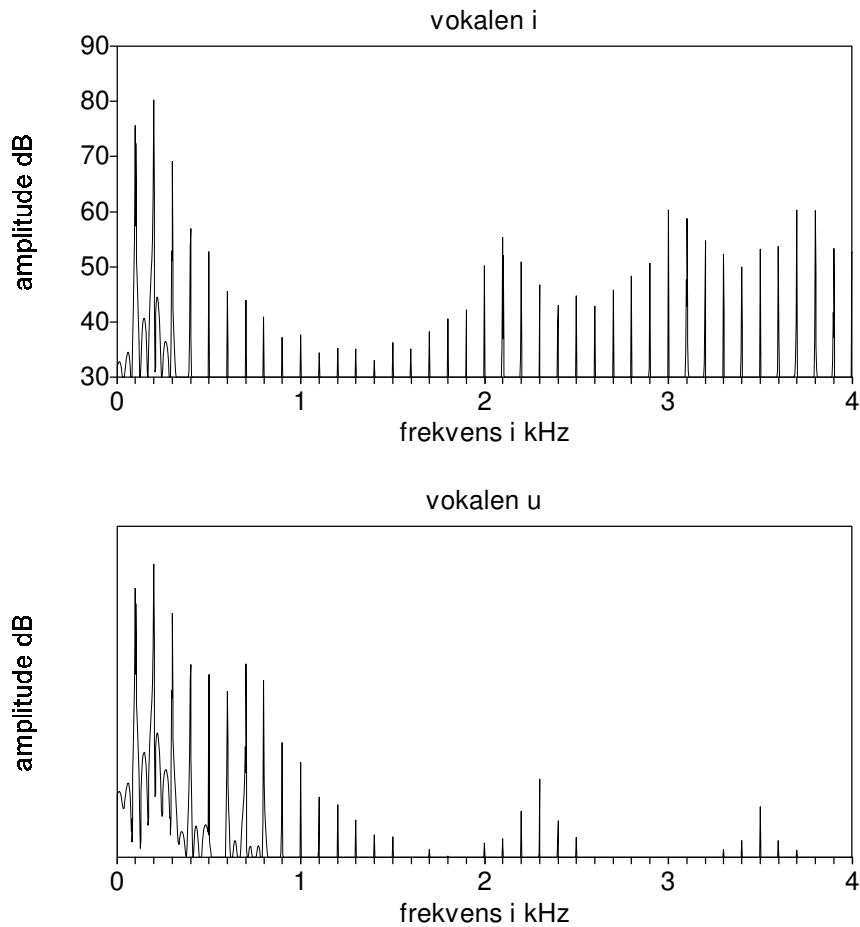 vokalen i
90
80
70
60
50
40
30
amplitude dB
0 1 2 3 4
frekvens i kHz
vokalen u
amplitude dB
0 1 2 3 4
frekvens i kHz